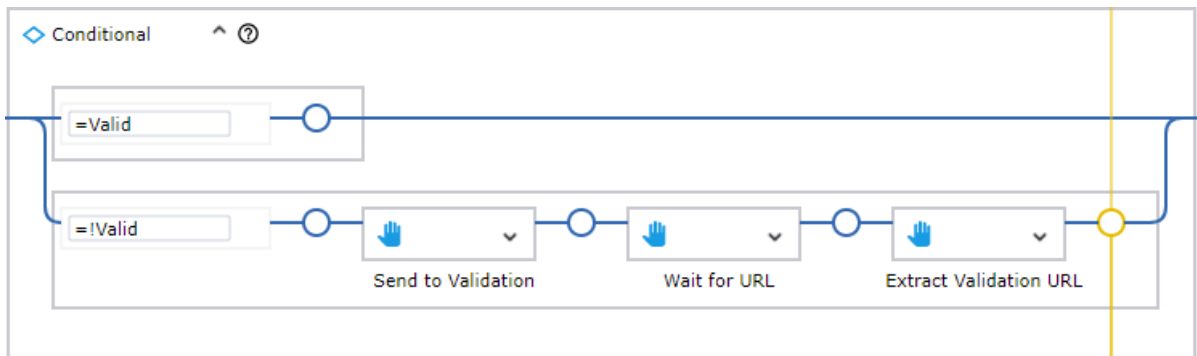 Conditional
=Valid
=!Valid
Send to Validation
Wait for URL
Extract Validation URL